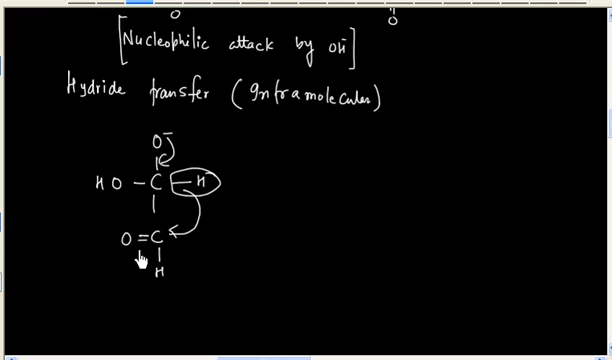 O O
[Nucleophilic attack by OH⁻]
Hydride transfer (Intramolecular)
O⁻
HO – C – H
O = C
H